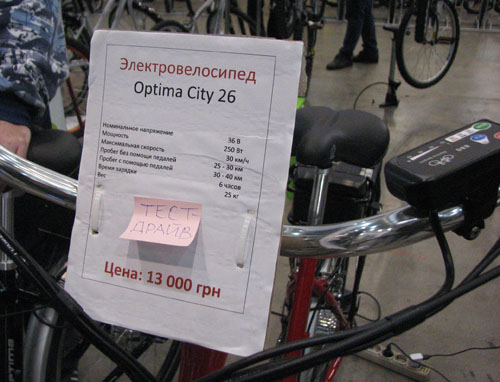 Электровелосипед
Optima City 26
Номинальное напряжение 36 В
Мощность 250 Вт
Максимальная скорость 30 км/ч
Пробег без помощи педалей 25 - 30 км
Пробег с помощью педалей 30 - 40 км
Время зарядки 6 часов
Вес 25 кг
ТЕСТ-
ДРАЙВ
Цена: 13 000 грн